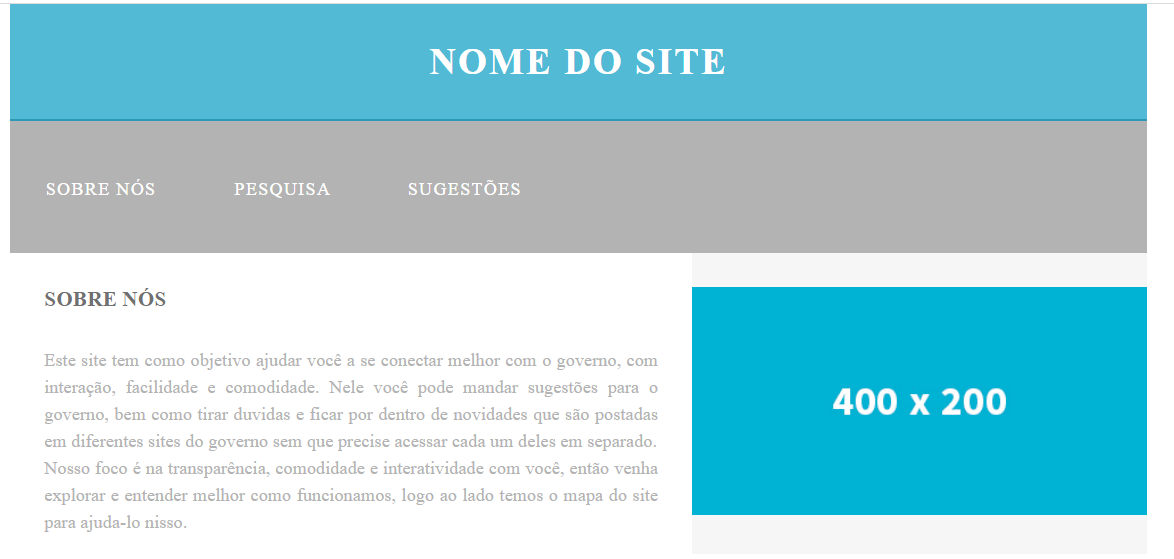 NOME DO SITE
SOBRE NÓS PESQUISA SUGESTÕES
SOBRE NÓS
Este site tem como objetivo ajudar você a se conectar melhor com o governo, com
interação, facilidade e comodidade. Nele você pode mandar sugestões para o
governo, bem como tirar duvidas e ficar por dentro de novidades que são postadas
em diferentes sites do governo sem que precise acessar cada um deles em separado.
Nosso foco é na transparência, comodidade e interatividade com você, então venha
explorar e entender melhor como funcionamos, logo ao lado temos o mapa do site
para ajuda-lo nisso.
400 x 200